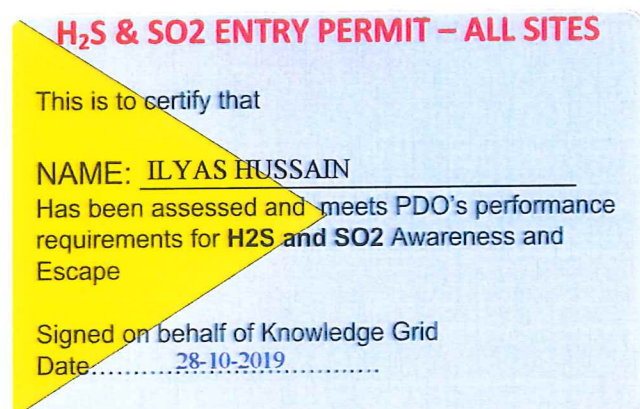 H₂S & SO2 ENTRY PERMIT – ALL SITES
This is to certify that
NAME: ILYAS HUSSAIN
Has been assessed and meets PDO's performance
requirements for H2S and SO2 Awareness and
Escape
Signed on behalf of Knowledge Grid
Date......28-10-2019......